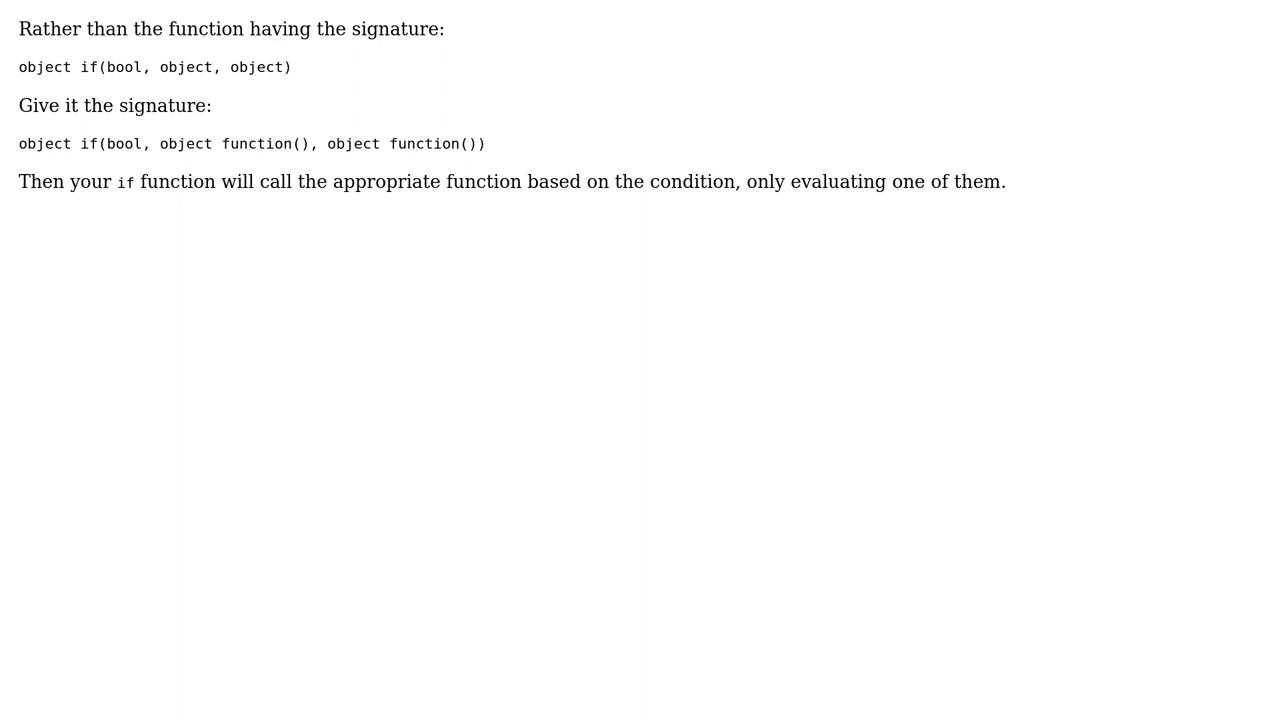 Rather than the function having the signature:
object if(bool, object, object)
Give it the signature:
object if(bool, object function(), object function())
Then your if function will call the appropriate function based on the condition, only evaluating one of them.